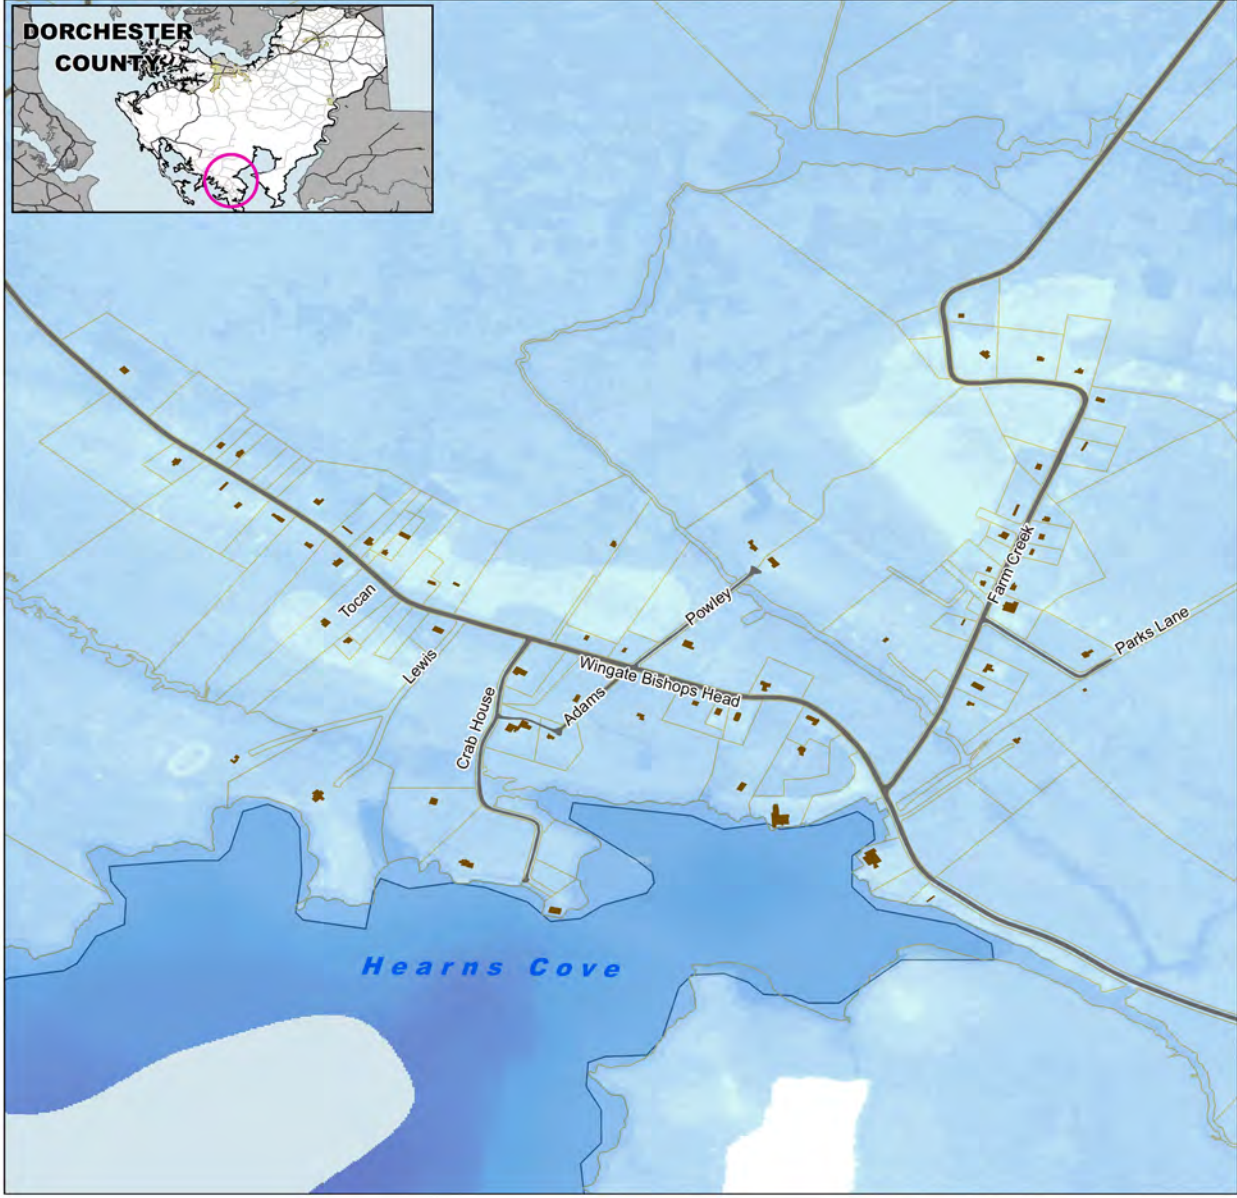 DORCHESTER
COUNTY
Farm Creek
Tocan
Powley
Parks Lane
Lewis
Wingate Bishops Head
Adams
Crab House
Hearns Cove